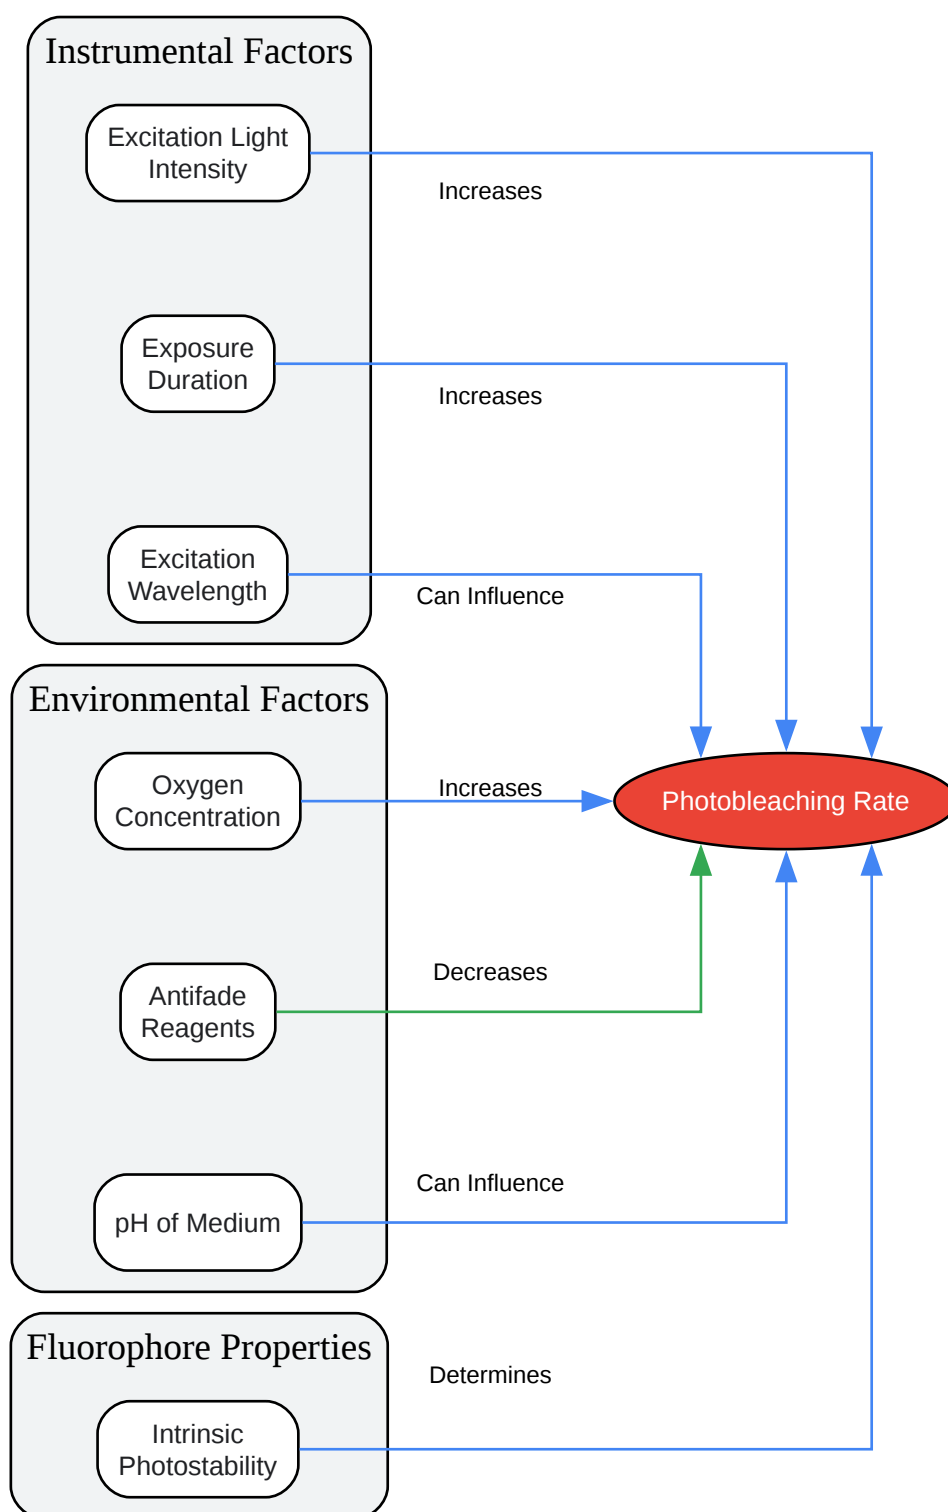 Instrumental Factors
Excitation Light
Intensity
Increases
Exposure
Duration
Increases
Excitation
Wavelength
Can Influence
Environmental Factors
Oxygen
Concentration
Increases
Photobleaching Rate
Antifade
Reagents
Decreases
pH of Medium
Can Influence
Fluorophore Properties
Determines
Intrinsic
Photostability